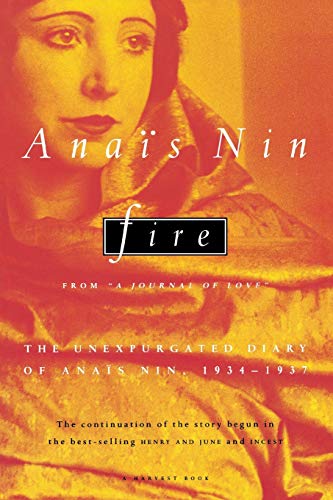 Anaïs Nin
fire
FROM "A JOURNAL OF LOVE"
THE UNEXPURGATED DIARY
OF ANAÏS NIN, 1934–1937
The continuation of the story begun in
the best-selling HENRY AND JUNE and INCEST
A HARVEST BOOK